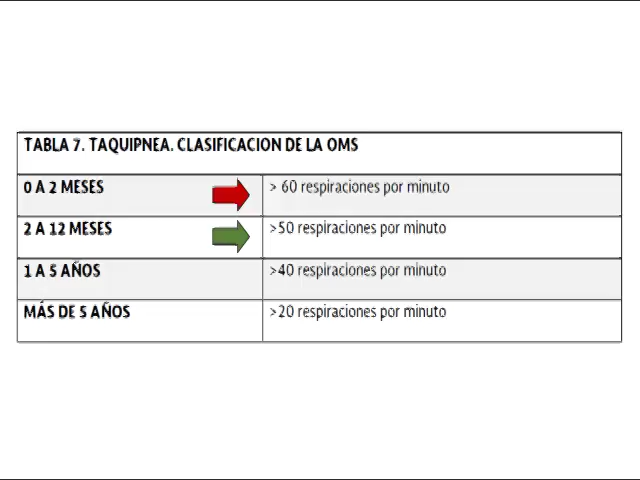 TABLA 7. TAQUIPNEA. CLASIFICACION DE LA OMS
0 A 2 MESES > 60 respiraciones por minuto
2 A 12 MESES >50 respiraciones por minuto
1 A 5 AÑOS >40 respiraciones por minuto
MÁS DE 5 AÑOS >20 respiraciones por minuto